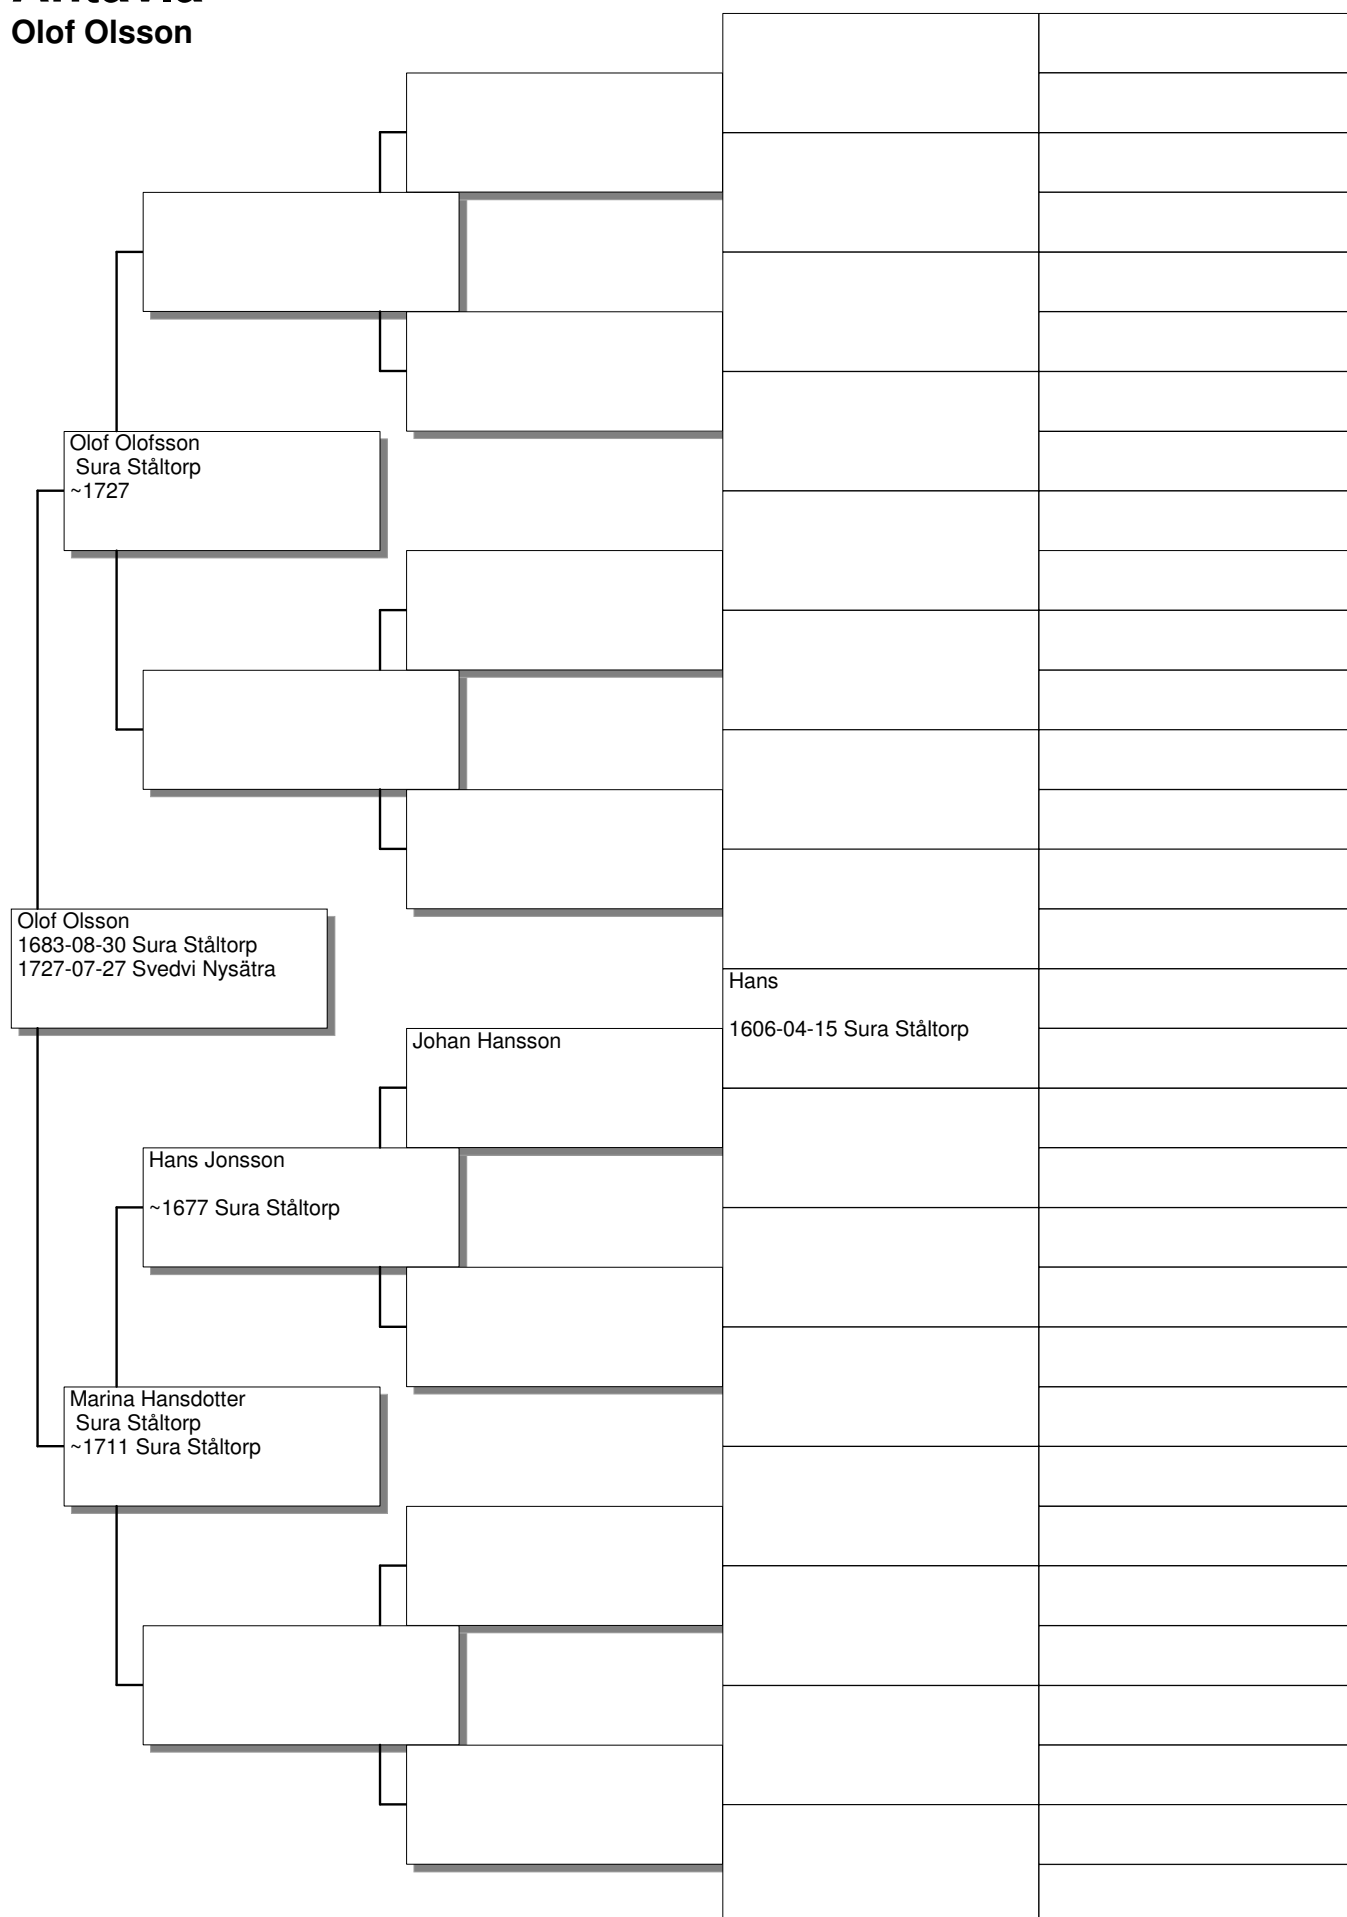 Olof Olsson
Olof Olofsson
Sura Ståltorp
~1727
Olof Olsson
1683-08-30 Sura Ståltorp
1727-07-27 Svedvi Nysätra
Hans
1606-04-15 Sura Ståltorp
Johan Hansson
Hans Jonsson
~1677 Sura Ståltorp
Marina Hansdotter
Sura Ståltorp
~1711 Sura Ståltorp